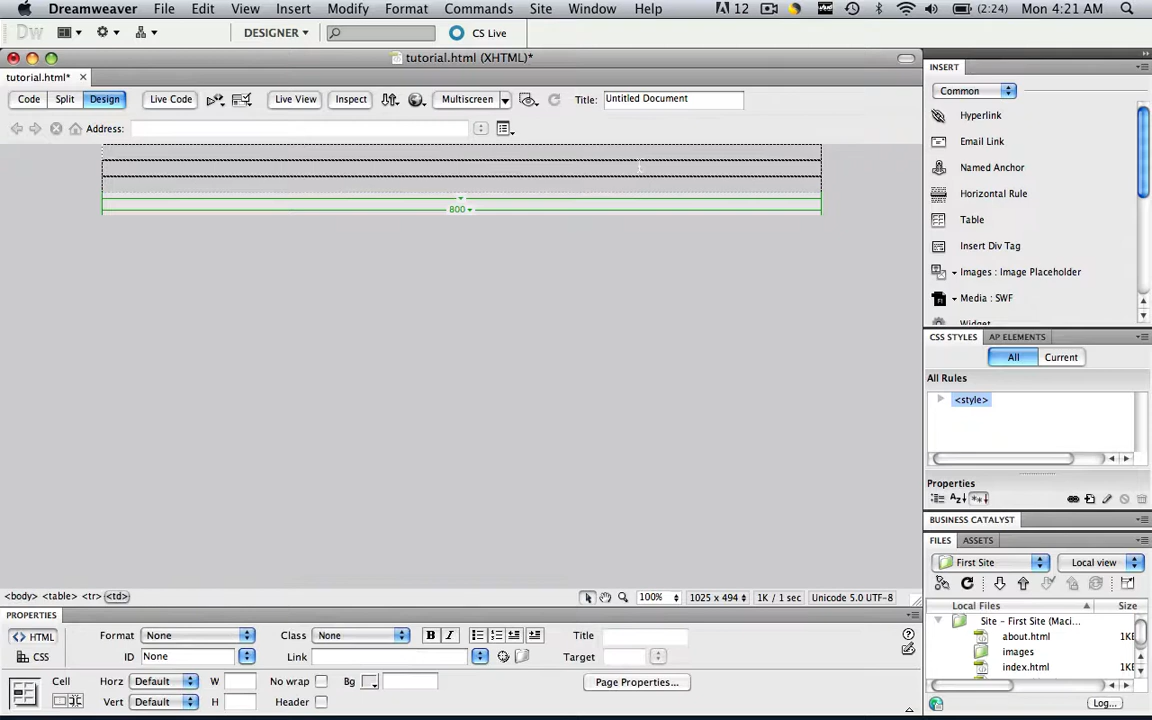 Dreamweaver File Edit View Insert Modify Format Commands Site Window Help 12 (2:24) Mon 4:21 AM
Dw DESIGNER CS Live
tutorial.html (XHTML)*
tutorial.html*
Code Split Design Live Code Live View Inspect Multiscreen Title: Untitled Document
Address:
800
<body> <table> <tr> <td> 100% 1025 x 494 1K / 1 sec Unicode 5.0 UTF-8
PROPERTIES
<> HTML Format None Class None B I Title
CSS ID None Link Target
Cell Horz Default W No wrap Bg Page Properties...
Vert Default H Header
INSERT
Common
Hyperlink
Email Link
Named Anchor
Horizontal Rule
Table
Insert Div Tag
Images : Image Placeholder
Media : SWF
Widget
CSS STYLES AP ELEMENTS
All Current
All Rules
<style>
Properties
BUSINESS CATALYST
FILES ASSETS
First Site Local view
Local Files Size
Site – First Site (Maci...
about.html 1KE
images
index.html 1KE
Log...